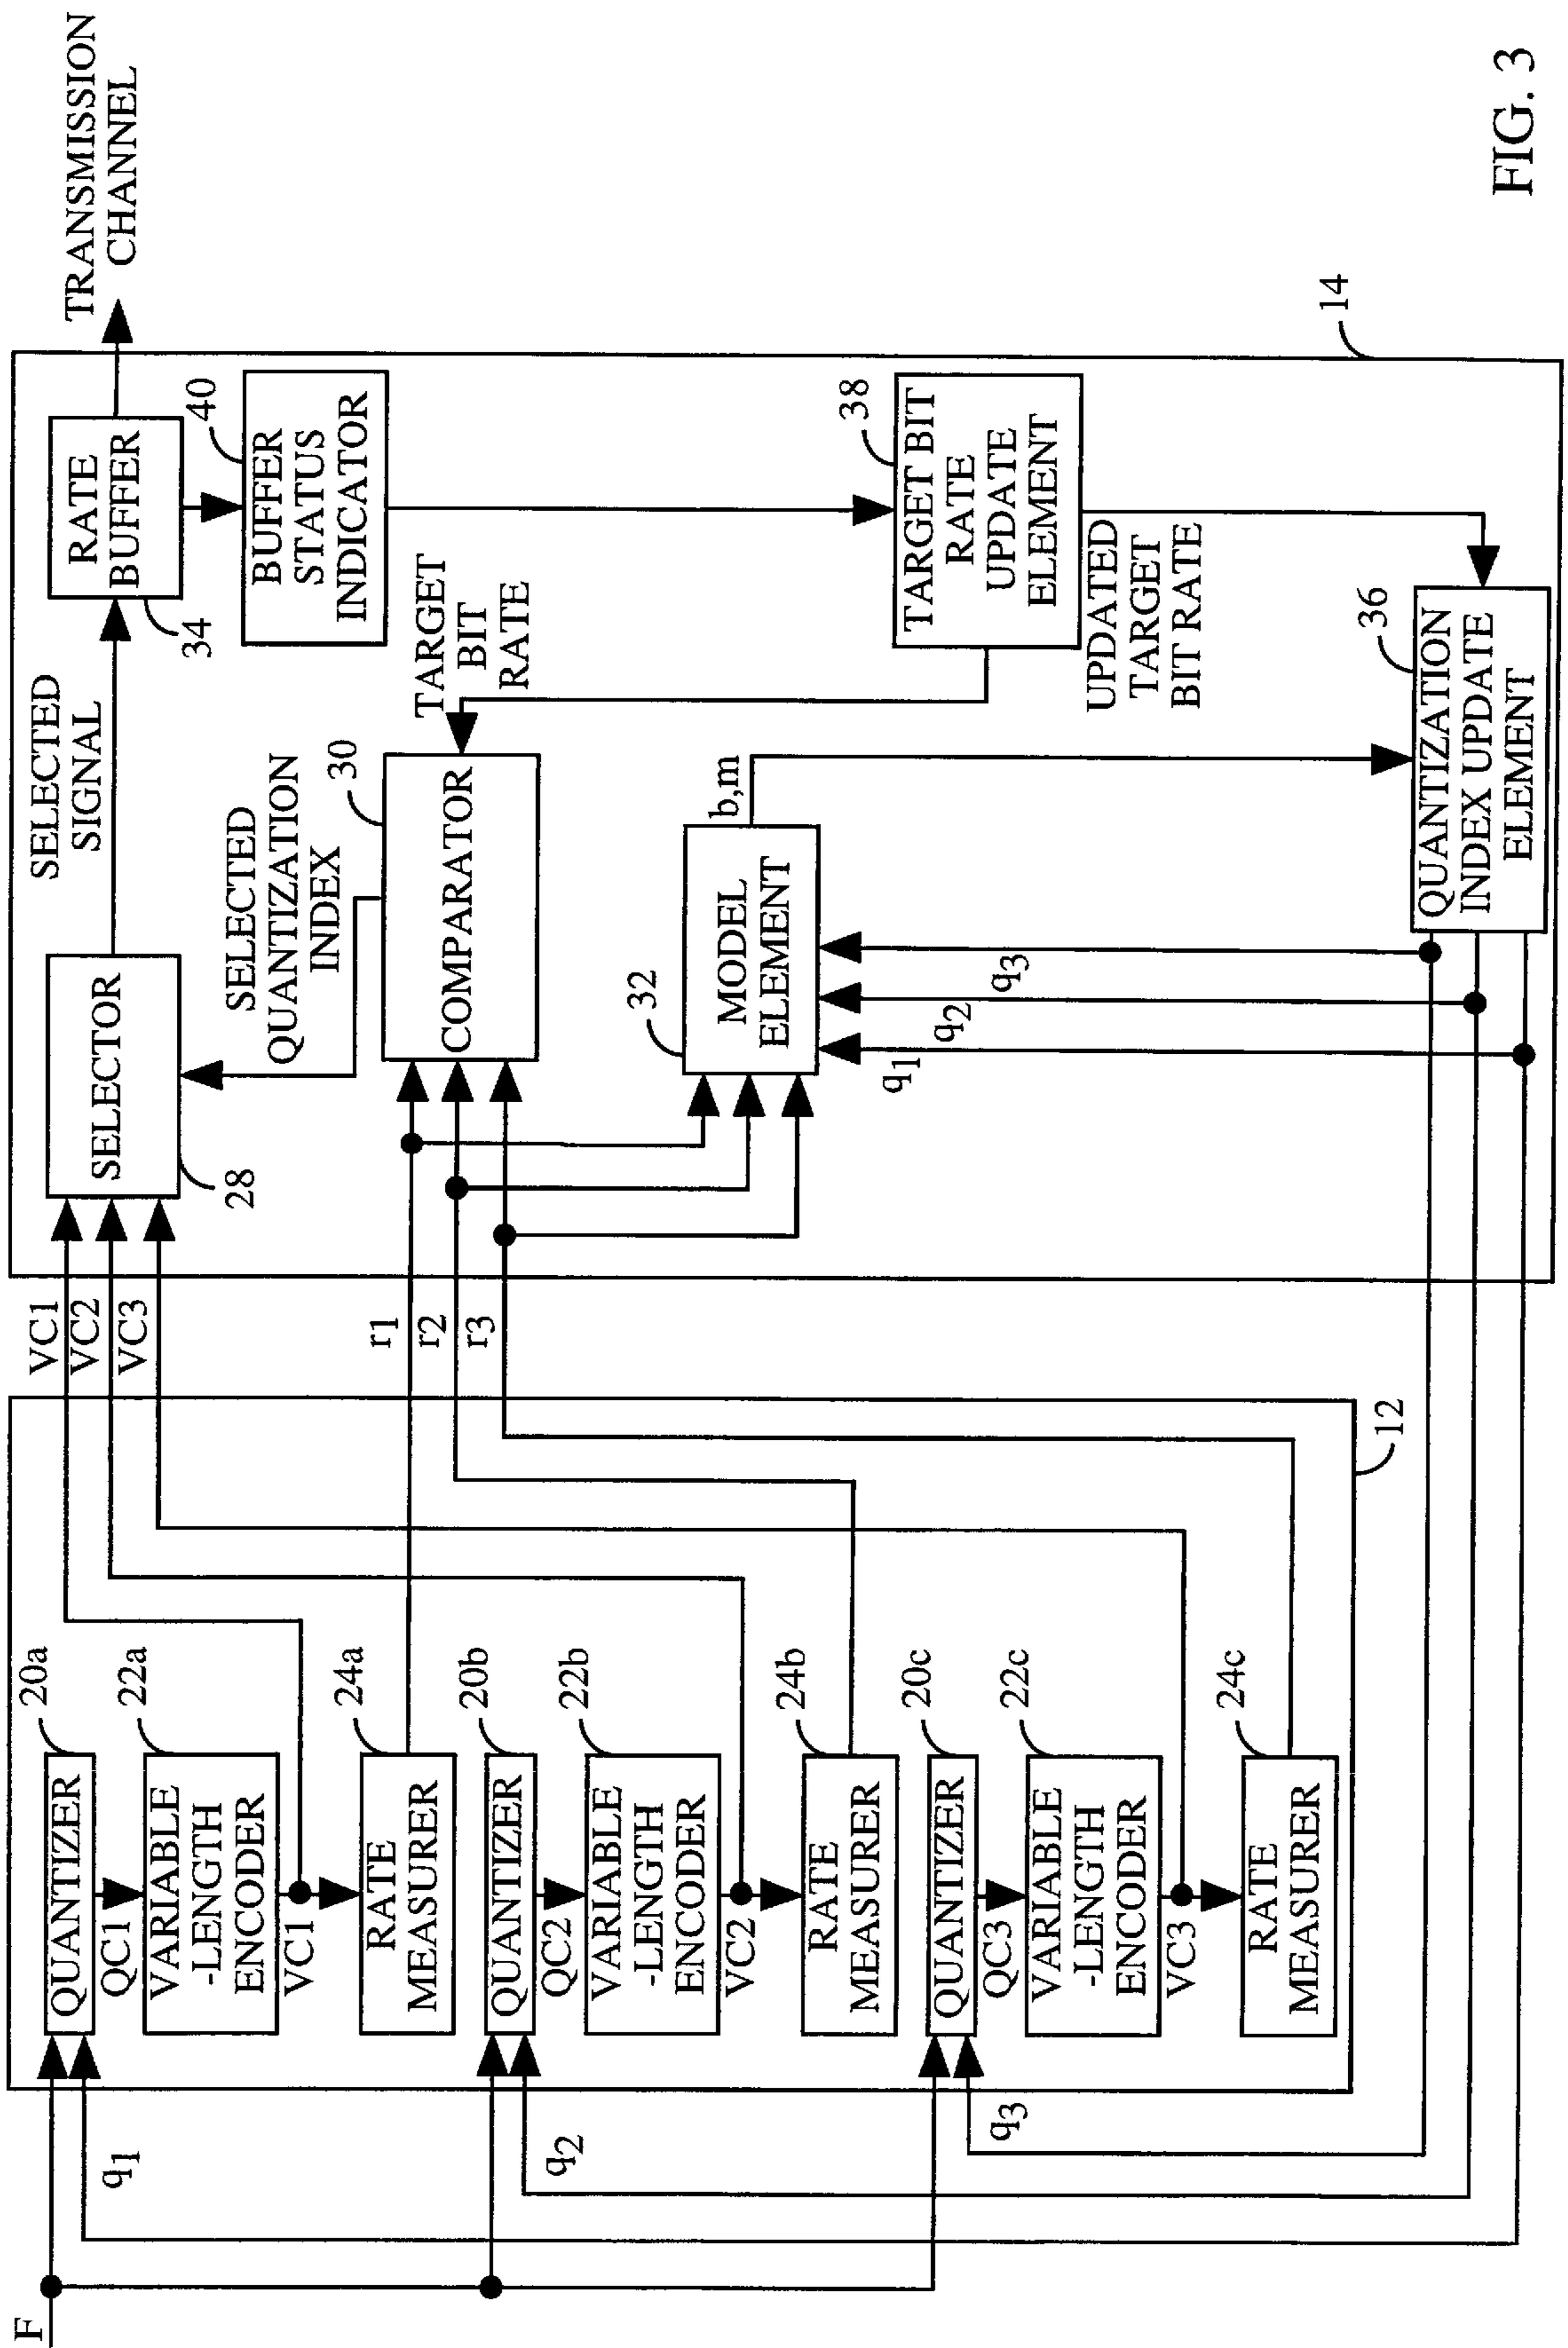 F
q1
q2
q3
20a
QUANTIZER
QC1
22a
VARIABLE
-LENGTH
ENCODER
VC1
24a
RATE
MEASURER
20b
QUANTIZER
QC2
22b
VARIABLE
-LENGTH
ENCODER
VC2
24b
RATE
MEASURER
20c
QUANTIZER
QC3
22c
VARIABLE
-LENGTH
ENCODER
VC3
24c
RATE
MEASURER
12
VC1
VC2
VC3
r1
r2
r3
SELECTOR
28
SELECTED
SIGNAL
RATE
BUFFER
34
TRANSMISSION
CHANNEL
40
BUFFER
STATUS
INDICATOR
SELECTED
QUANTIZATION
INDEX
30
COMPARATOR
TARGET
BIT
RATE
32
MODEL
ELEMENT
b,m
q1
q2
q3
38
TARGET BIT
RATE
UPDATE
ELEMENT
UPDATED
TARGET
BIT RATE
36
QUANTIZATION
INDEX UPDATE
ELEMENT
14
FIG. 3